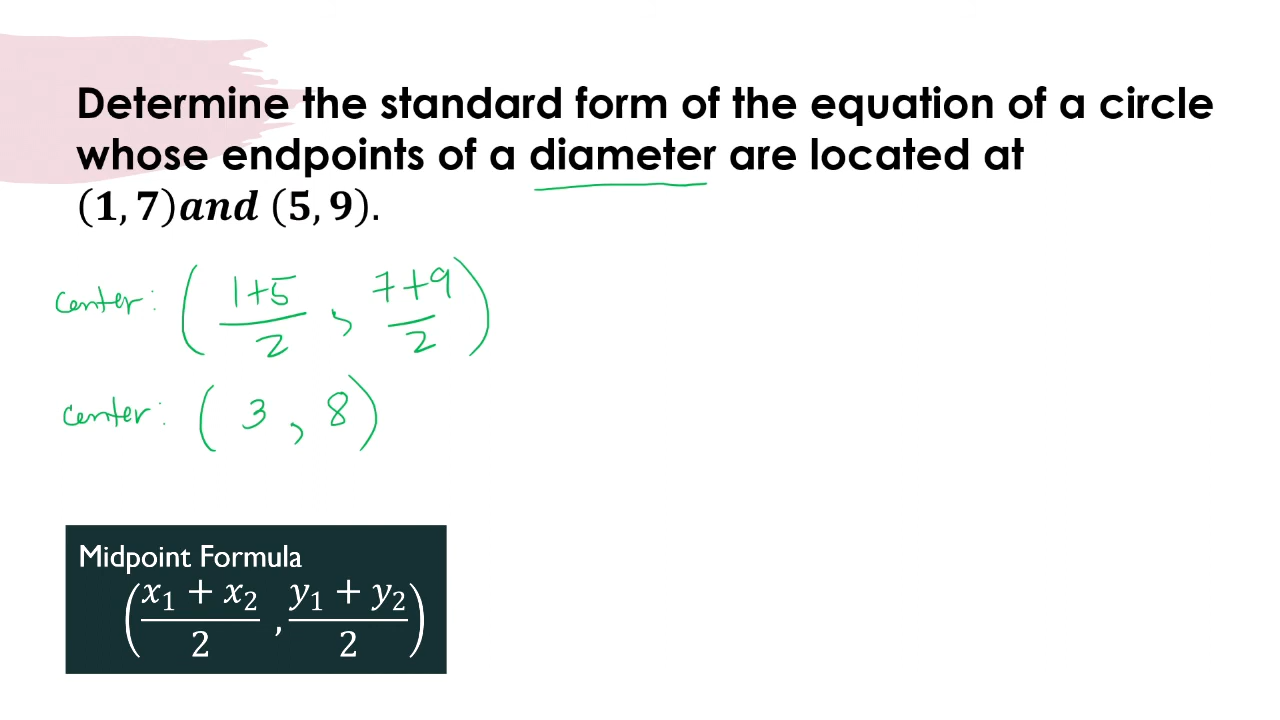 Determine the standard form of the equation of a circle
whose endpoints of a diameter are located at
(1, 7)and (5, 9).
center: ( 1+5 / 2 , 7+9 / 2 )
center: ( 3 , 8 )
Midpoint Formula
( x₁ + x₂ / 2 , y₁ + y₂ / 2 )